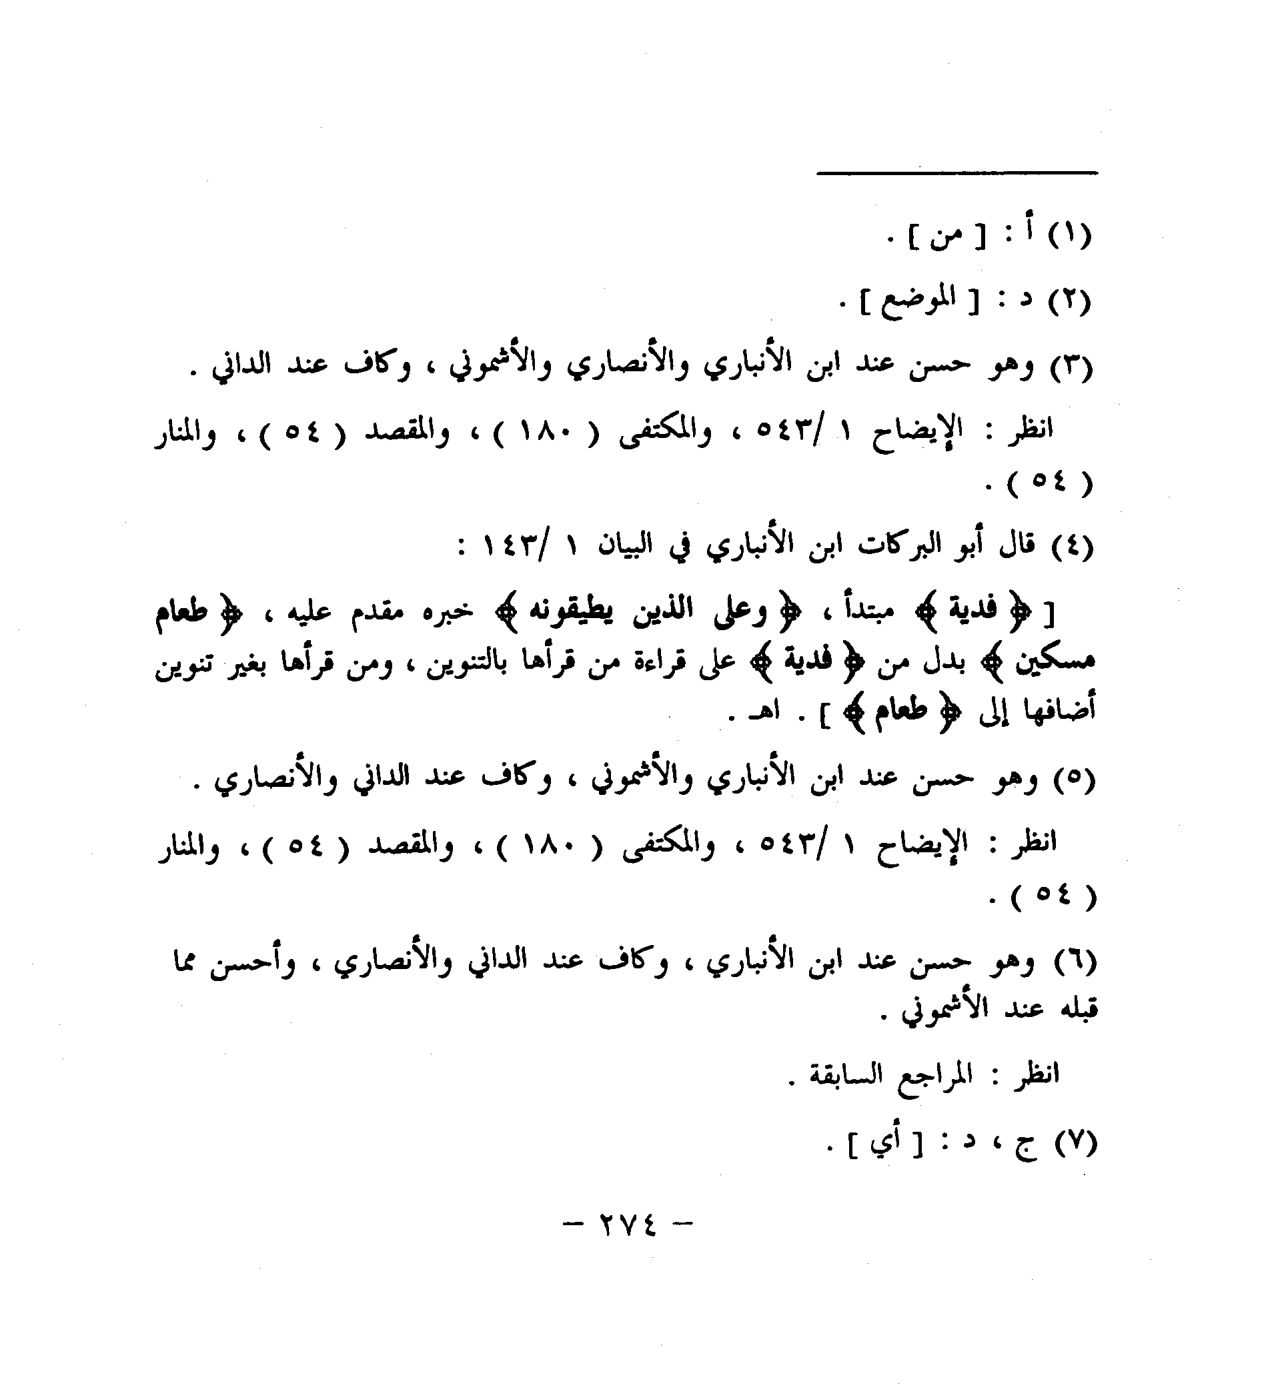 (١) أ : [ من ] .
(٢) د : [ الموضع ] .
(٣) وهو حسن عند ابن الأنباري والأنصاري والأشموني ، وكاف عند الداني .
انظر : الإيضاح ١ /٥٤٣ ، والمكتفى ( ١٨٠ ) ، والمقصد ( ٥٤ ) ، والمنار
( ٥٤ ) .
(٤) قال أبو البركات ابن الأنباري في البيان ١ /١٤٣ :
[ ﴿ فدية ﴾ مبتدأ ، ﴿ وعلى الذين يطيقونه ﴾ خبره مقدم عليه ، ﴿ طعام
مسكين ﴾ بدل من ﴿ فدية ﴾ على قراءة من قرأها بالتنوين ، ومن قرأها بغير تنوين
أضافها إلى ﴿ طعام ﴾ ] . اهـ .
(٥) وهو حسن عند ابن الأنباري والأشموني ، وكاف عند الداني والأنصاري .
انظر : الإيضاح ١ /٥٤٣ ، والمكتفى ( ١٨٠ ) ، والمقصد ( ٥٤ ) ، والمنار
( ٥٤ ) .
(٦) وهو حسن عند ابن الأنباري ، وكاف عند الداني والأنصاري ، وأحسن مما
قبله عند الأشموني .
انظر : المراجع السابقة .
(٧) ج ، د : [ أي ] .
– ٢٧٤ –